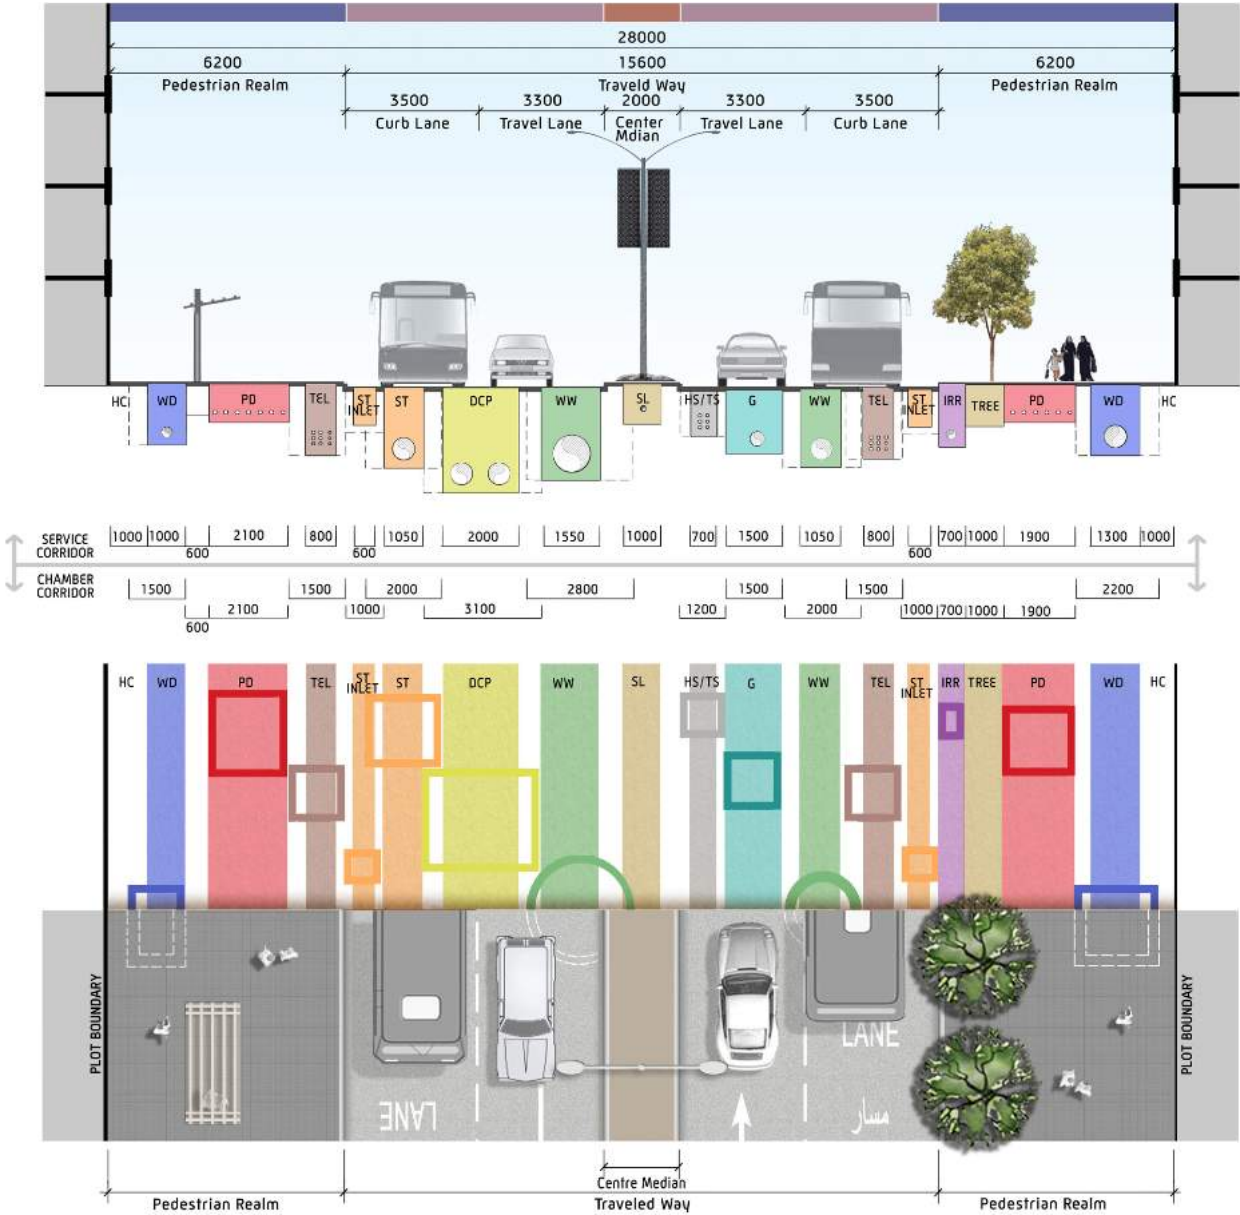 28000
6200 15600 6200
Pedestrian Realm Traveld Way Pedestrian Realm
3500 3300 2000 3300 3500
Curb Lane Travel Lane Center Travel Lane Curb Lane
Mdian
HC WD PD TEL ST INLET ST DCP WW SL HS/TS G WW TEL ST INLET IRR TREE PD WD HC
SERVICE CORRIDOR
1000 1000 2100 800 1050 2000 1550 1000 700 1500 1050 800 700 1000 1900 1300 1000
600 600 600
CHAMBER CORRIDOR
1500 1500 2000 2800 1500 1500 2200
2100 1000 3100 1200 2000 1000 700 1000 1900
600
HC WD PD TEL ST INLET ST DCP WW SL HS/TS G WW TEL ST INLET IRR TREE PD WD HC
PLOT BOUNDARY
PLOT BOUNDARY
LANE
LANE
مسار
Centre Median
Pedestrian Realm Traveled Way Pedestrian Realm